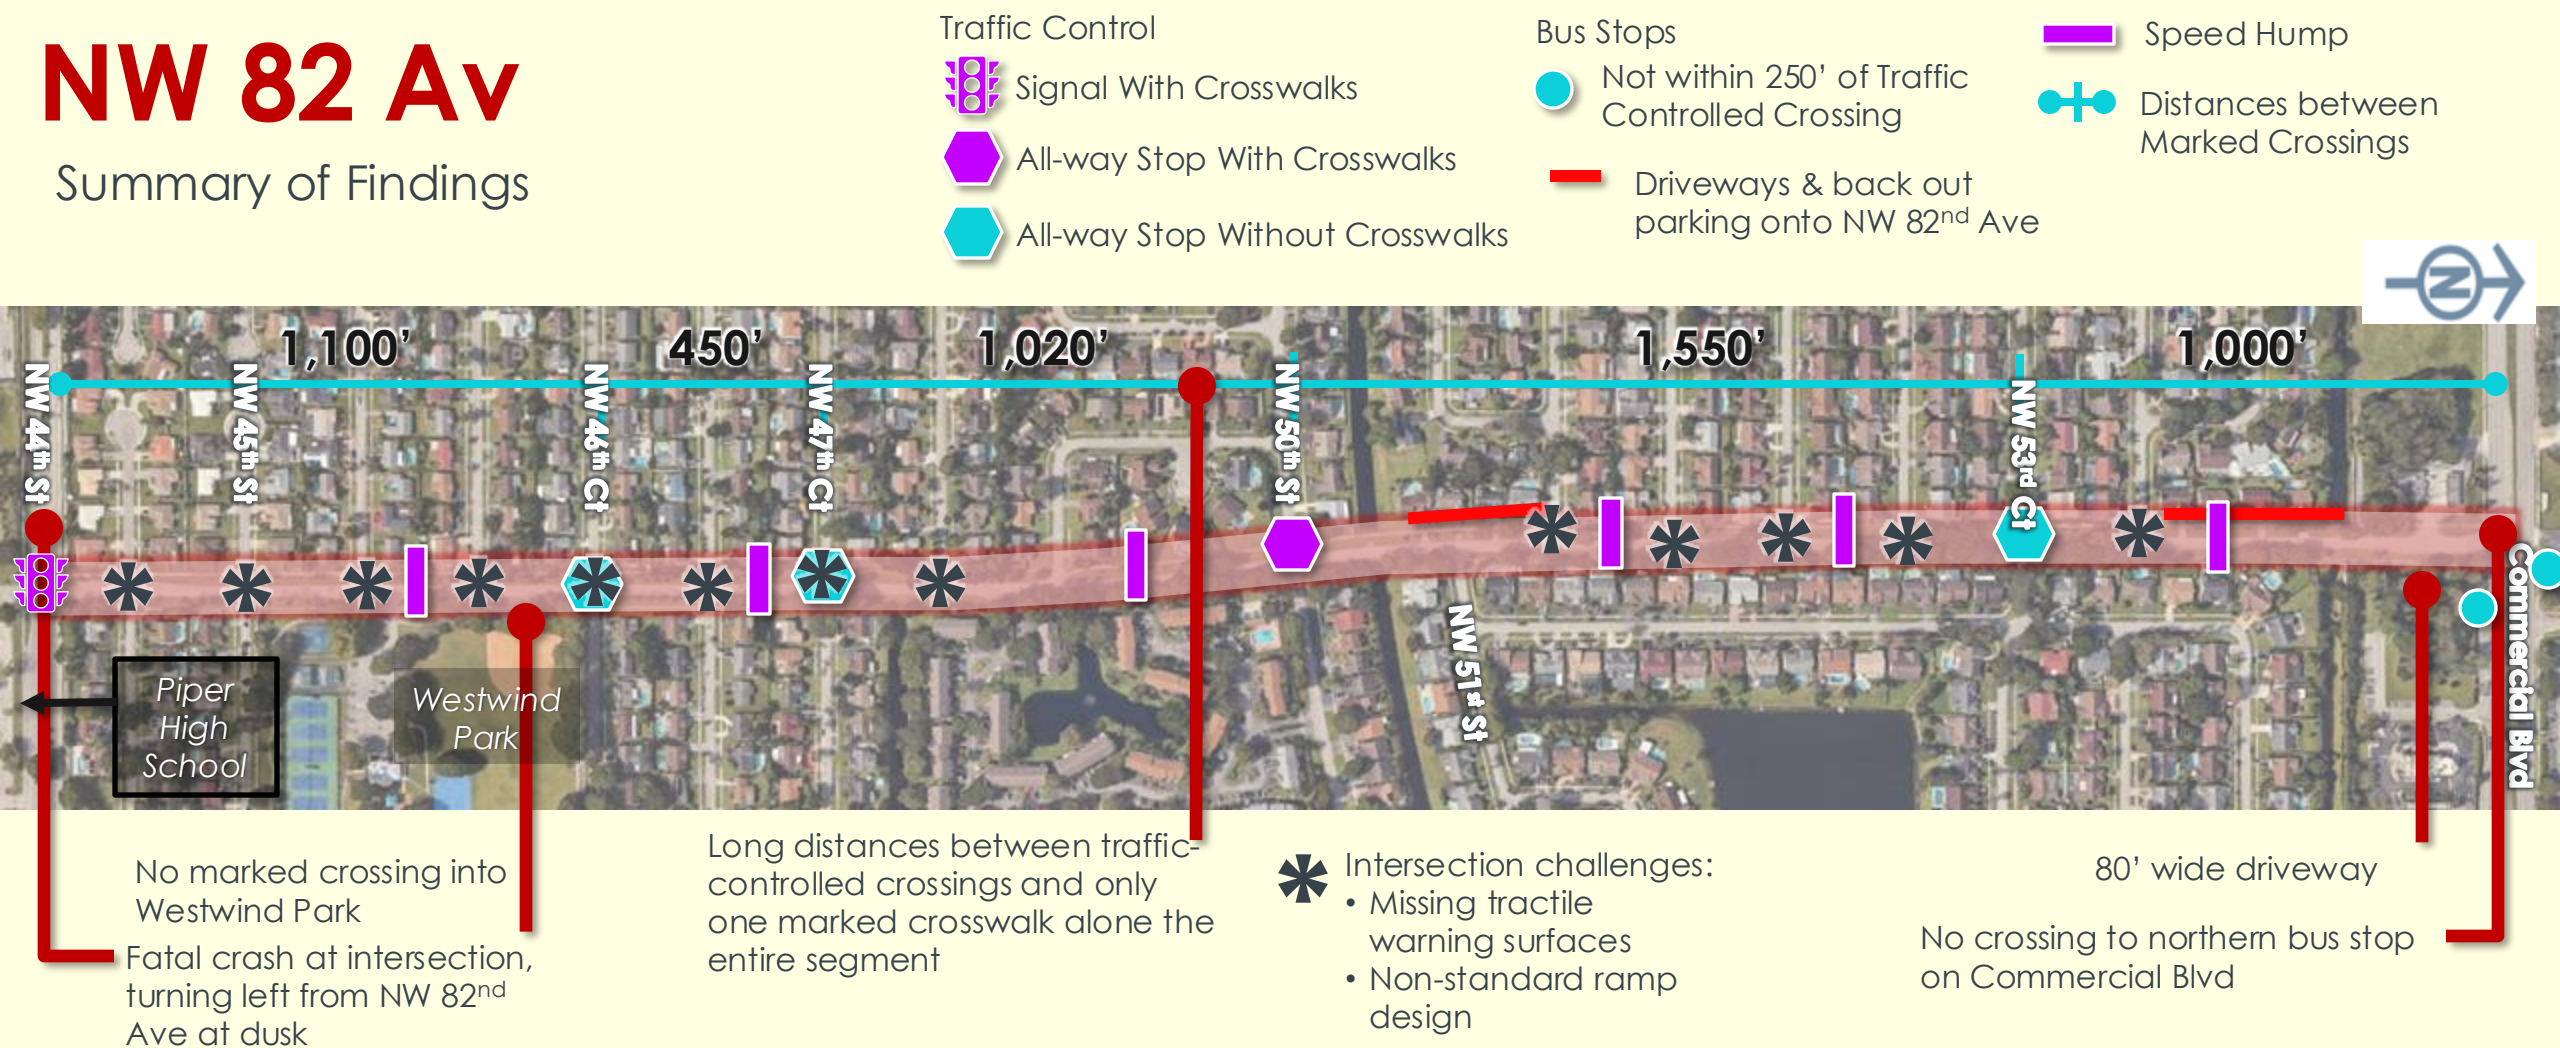 NW 82 Av
Summary of Findings
Traffic Control
Signal With Crosswalks
All-way Stop With Crosswalks
All-way Stop Without Crosswalks
Bus Stops
Not within 250’ of Traffic
Controlled Crossing
Driveways & back out
parking onto NW 82nd Ave
Speed Hump
Distances between
Marked Crossings
N
1,100’
450’
1,020’
1,550’
1,000’
NW 44th St
NW 45th St
NW 46th Ct
NW 47th Ct
NW 50th St
NW 51st St
NW 53rd Ct
Commercial Blvd
Piper
High
School
Westwind
Park
No marked crossing into
Westwind Park
Fatal crash at intersection,
turning left from NW 82nd
Ave at dusk
Long distances between traffic-
controlled crossings and only
one marked crosswalk alone the
entire segment
Intersection challenges:
• Missing tractile
warning surfaces
• Non-standard ramp
design
80’ wide driveway
No crossing to northern bus stop
on Commercial Blvd